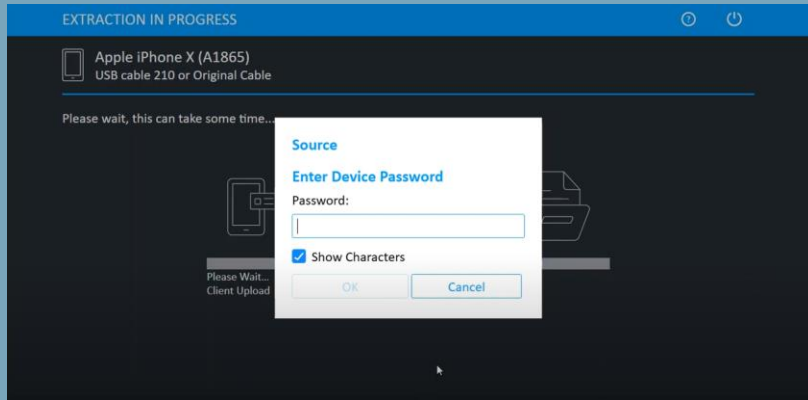 EXTRACTION IN PROGRESS
Apple iPhone X (A1865)
USB cable 210 or Original Cable
Please wait, this can take some time...
Source
Enter Device Password
Password:
Show Characters
OK
Cancel
Please Wait...
Client Upload